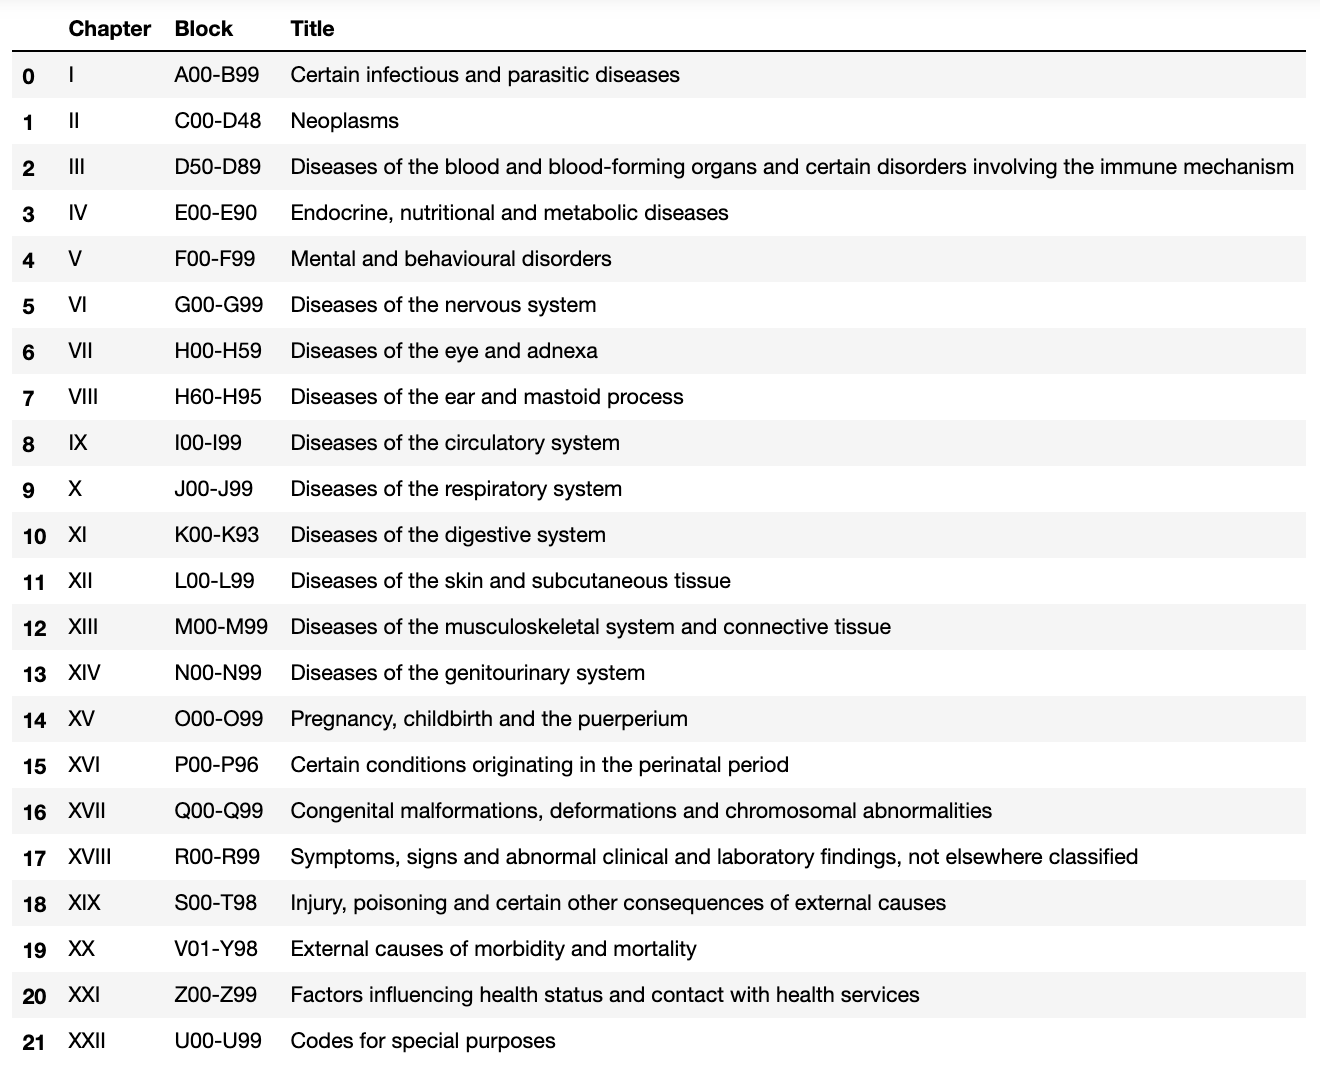 Chapter Block Title
0 I A00-B99 Certain infectious and parasitic diseases
1 II C00-D48 Neoplasms
2 III D50-D89 Diseases of the blood and blood-forming organs and certain disorders involving the immune mechanism
3 IV E00-E90 Endocrine, nutritional and metabolic diseases
4 V F00-F99 Mental and behavioural disorders
5 VI G00-G99 Diseases of the nervous system
6 VII H00-H59 Diseases of the eye and adnexa
7 VIII H60-H95 Diseases of the ear and mastoid process
8 IX I00-I99 Diseases of the circulatory system
9 X J00-J99 Diseases of the respiratory system
10 XI K00-K93 Diseases of the digestive system
11 XII L00-L99 Diseases of the skin and subcutaneous tissue
12 XIII M00-M99 Diseases of the musculoskeletal system and connective tissue
13 XIV N00-N99 Diseases of the genitourinary system
14 XV O00-O99 Pregnancy, childbirth and the puerperium
15 XVI P00-P96 Certain conditions originating in the perinatal period
16 XVII Q00-Q99 Congenital malformations, deformations and chromosomal abnormalities
17 XVIII R00-R99 Symptoms, signs and abnormal clinical and laboratory findings, not elsewhere classified
18 XIX S00-T98 Injury, poisoning and certain other consequences of external causes
19 XX V01-Y98 External causes of morbidity and mortality
20 XXI Z00-Z99 Factors influencing health status and contact with health services
21 XXII U00-U99 Codes for special purposes